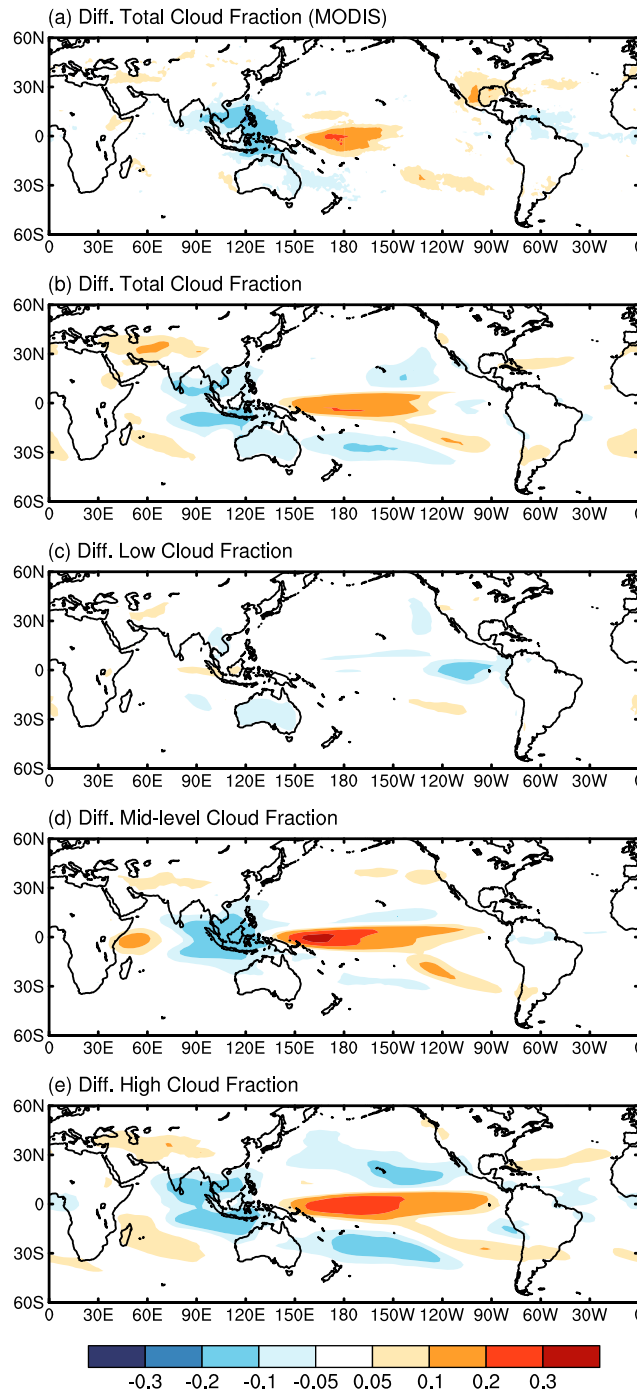 (a) Diff. Total Cloud Fraction (MODIS)
60N
30N
0
30S
60S
0 30E 60E 90E 120E 150E 180 150W 120W 90W 60W 30W 0
(b) Diff. Total Cloud Fraction
60N
30N
0
30S
60S
0 30E 60E 90E 120E 150E 180 150W 120W 90W 60W 30W 0
(c) Diff. Low Cloud Fraction
60N
30N
0
30S
60S
0 30E 60E 90E 120E 150E 180 150W 120W 90W 60W 30W 0
(d) Diff. Mid-level Cloud Fraction
60N
30N
0
30S
60S
0 30E 60E 90E 120E 150E 180 150W 120W 90W 60W 30W 0
(e) Diff. High Cloud Fraction
60N
30N
0
30S
60S
0 30E 60E 90E 120E 150E 180 150W 120W 90W 60W 30W 0
-0.3 -0.2 -0.1 -0.05 0.05 0.1 0.2 0.3